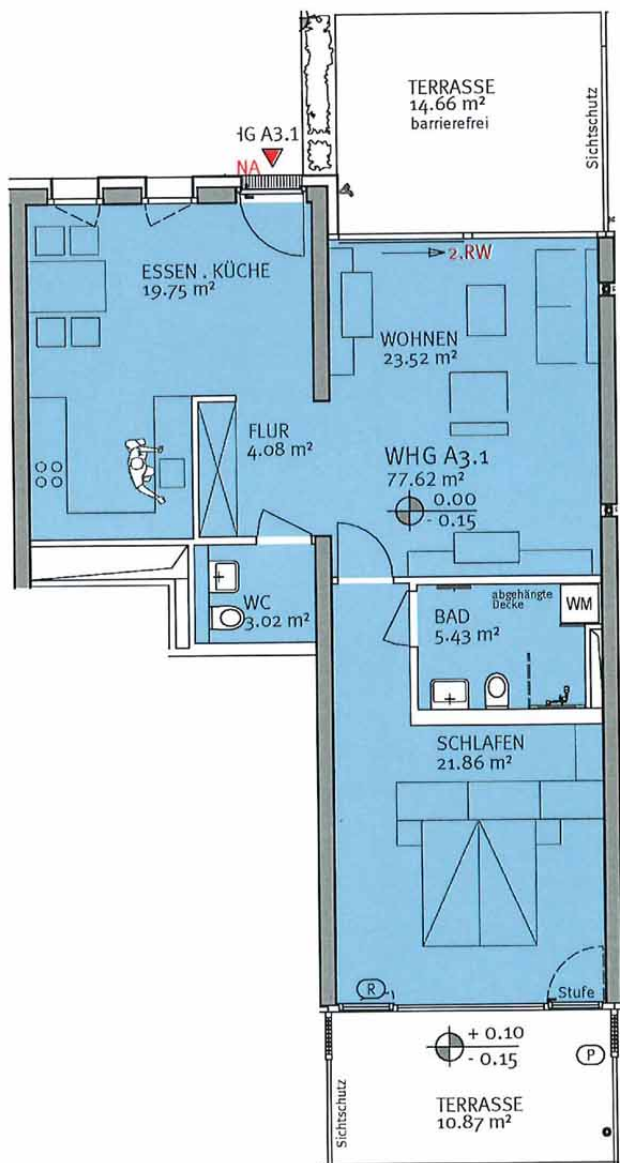 TERRASSE
14.66 m²
barrierefrei
Sichtschutz
HG A3.1
NA
2.RW
ESSEN . KÜCHE
19.75 m²
WOHNEN
23.52 m²
FLUR
4.08 m²
WHG A3.1
77.62 m²
0.00
- 0.15
WC
3.02 m²
abgehängte
Decke
WM
BAD
5.43 m²
SCHLAFEN
21.86 m²
R
Stufe
+ 0.10
- 0.15
P
Sichtschutz
TERRASSE
10.87 m²